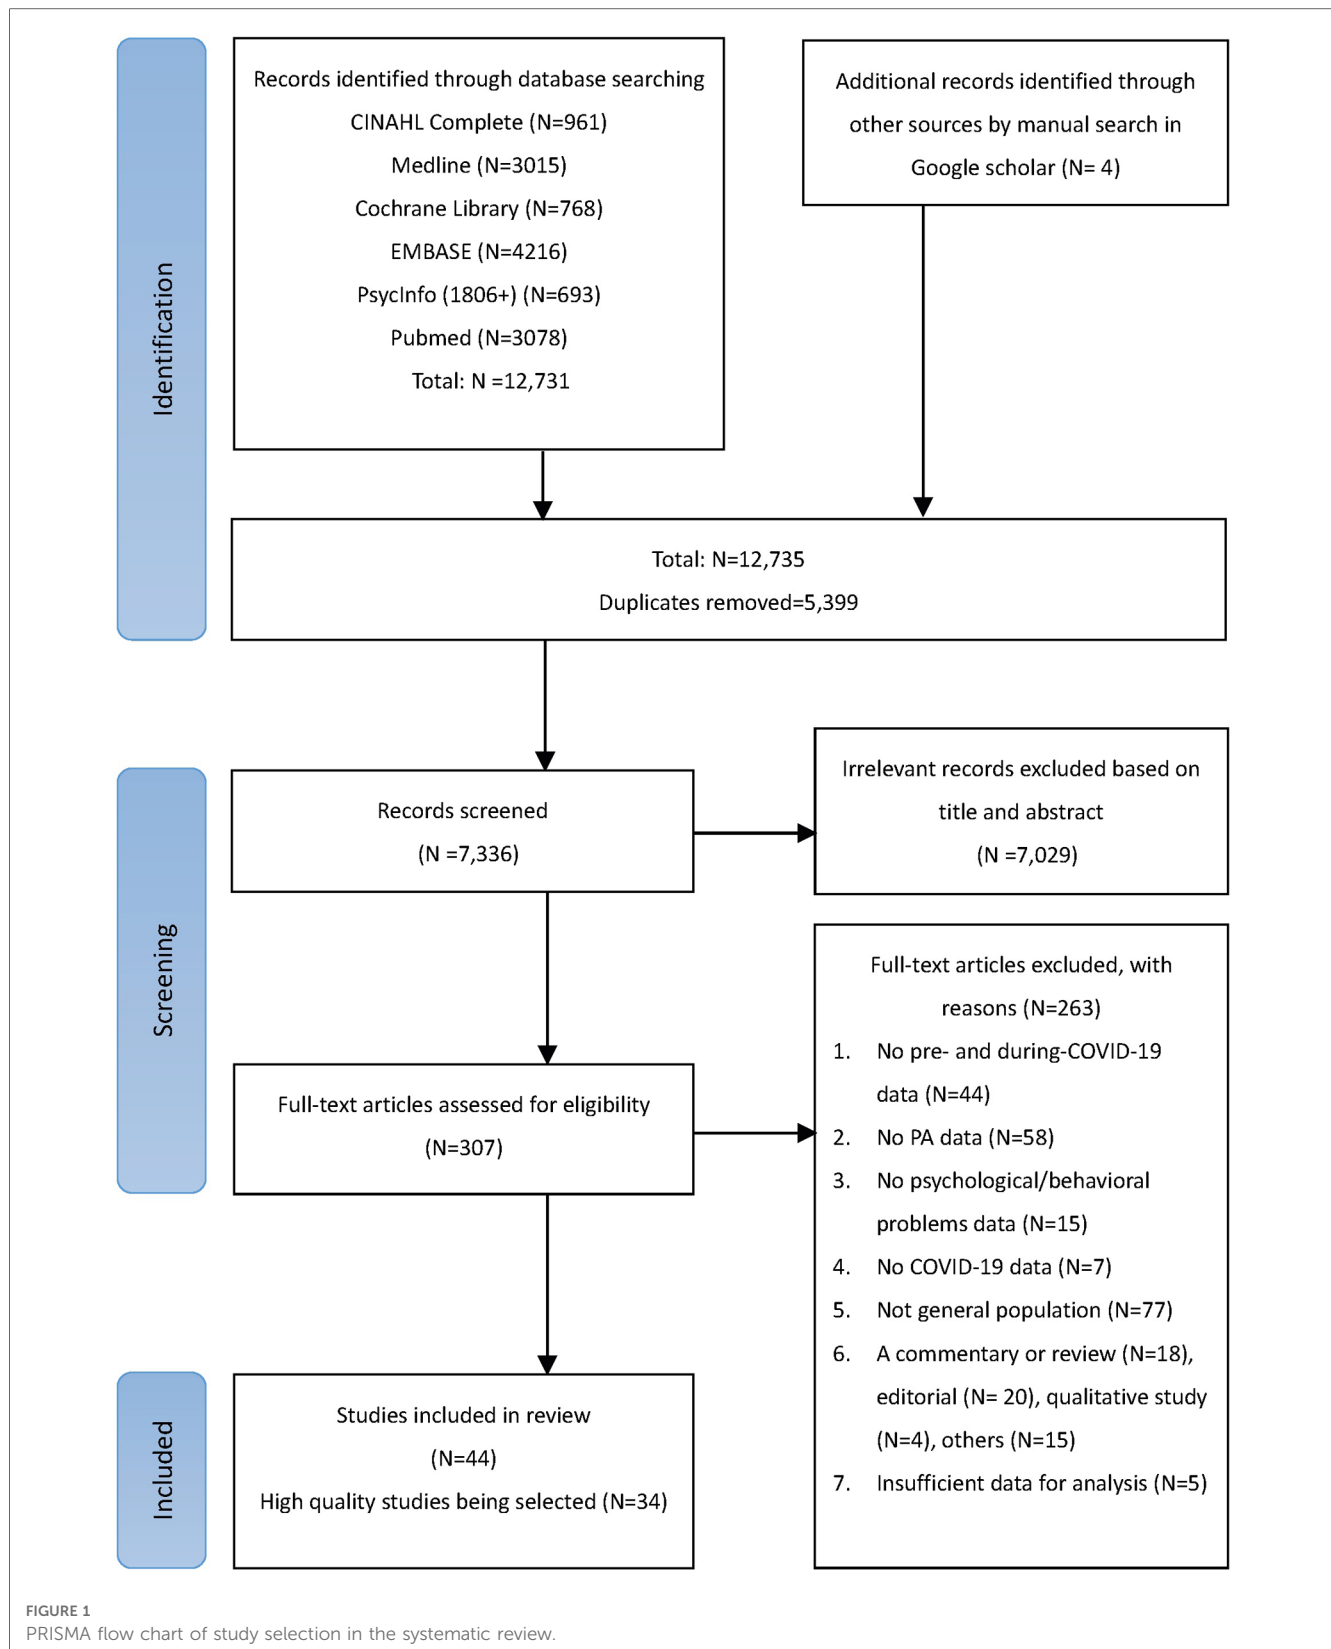 Identification
Records identified through database searching
CINAHL Complete (N=961)
Medline (N=3015)
Cochrane Library (N=768)
EMBASE (N=4216)
PsycInfo (1806+) (N=693)
Pubmed (N=3078)
Total: N =12,731
Additional records identified through
other sources by manual search in
Google scholar (N= 4)
Total: N=12,735
Duplicates removed=5,399
Screening
Records screened
(N =7,336)
Irrelevant records excluded based on
title and abstract
(N =7,029)
Full-text articles assessed for eligibility
(N=307)
Full-text articles excluded, with
reasons (N=263)
1. No pre- and during-COVID-19
data (N=44)
2. No PA data (N=58)
3. No psychological/behavioral
problems data (N=15)
4. No COVID-19 data (N=7)
5. Not general population (N=77)
6. A commentary or review (N=18),
editorial (N= 20), qualitative study
(N=4), others (N=15)
7. Insufficient data for analysis (N=5)
Included
Studies included in review
(N=44)
High quality studies being selected (N=34)
FIGURE 1
PRISMA flow chart of study selection in the systematic review.